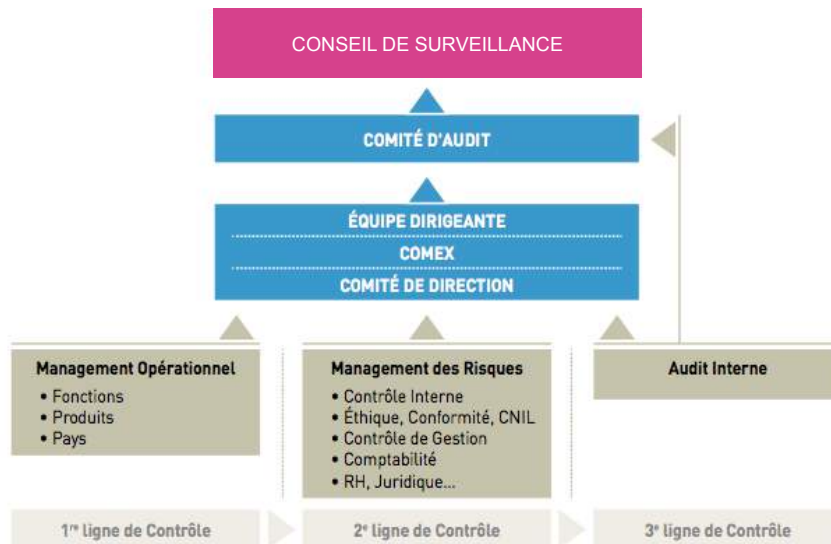 CONSEIL DE SURVEILLANCE
COMITÉ D'AUDIT
ÉQUIPE DIRIGEANTE
COMEX
COMITÉ DE DIRECTION
Management Opérationnel
• Fonctions
• Produits
• Pays
Management des Risques
• Contrôle Interne
• Éthique, Conformité, CNIL
• Contrôle de Gestion
• Comptabilité
• RH, Juridique...
Audit Interne
1re ligne de Contrôle
2e ligne de Contrôle
3e ligne de Contrôle